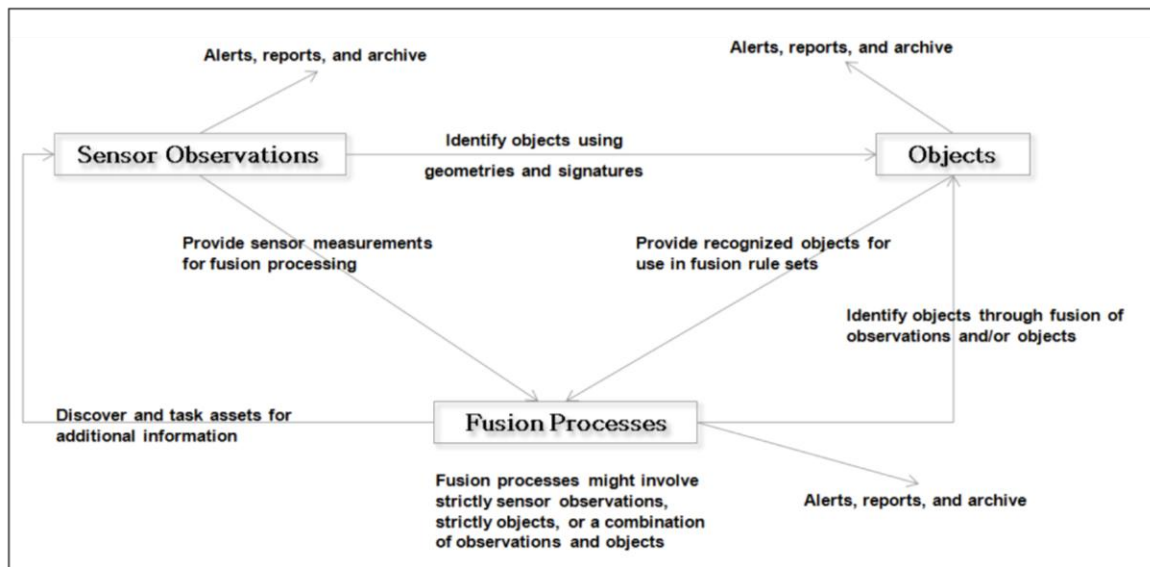 Alerts, reports, and archive
Alerts, reports, and archive
Sensor Observations
Identify objects using
geometries and signatures
Objects
Provide sensor measurements
for fusion processing
Provide recognized objects for
use in fusion rule sets
Identify objects through fusion of
observations and/or objects
Discover and task assets for
additional information
Fusion Processes
Fusion processes might involve
strictly sensor observations,
strictly objects, or a combination
of observations and objects
Alerts, reports, and archive